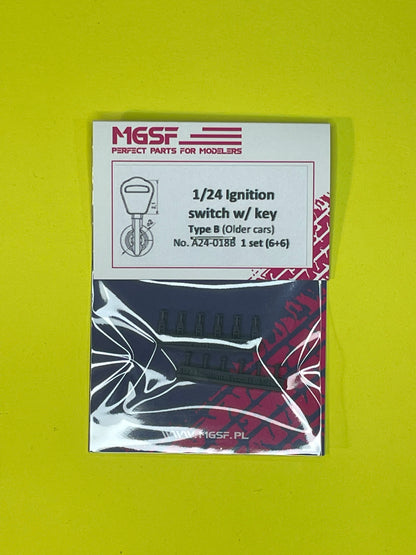 MGSF
PERFECT PARTS FOR MODELERS
1/24 Ignition
switch w/ key
Type B (Older cars)
No. A24-018B 1 set (6+6)
WWW.MGSF.PL